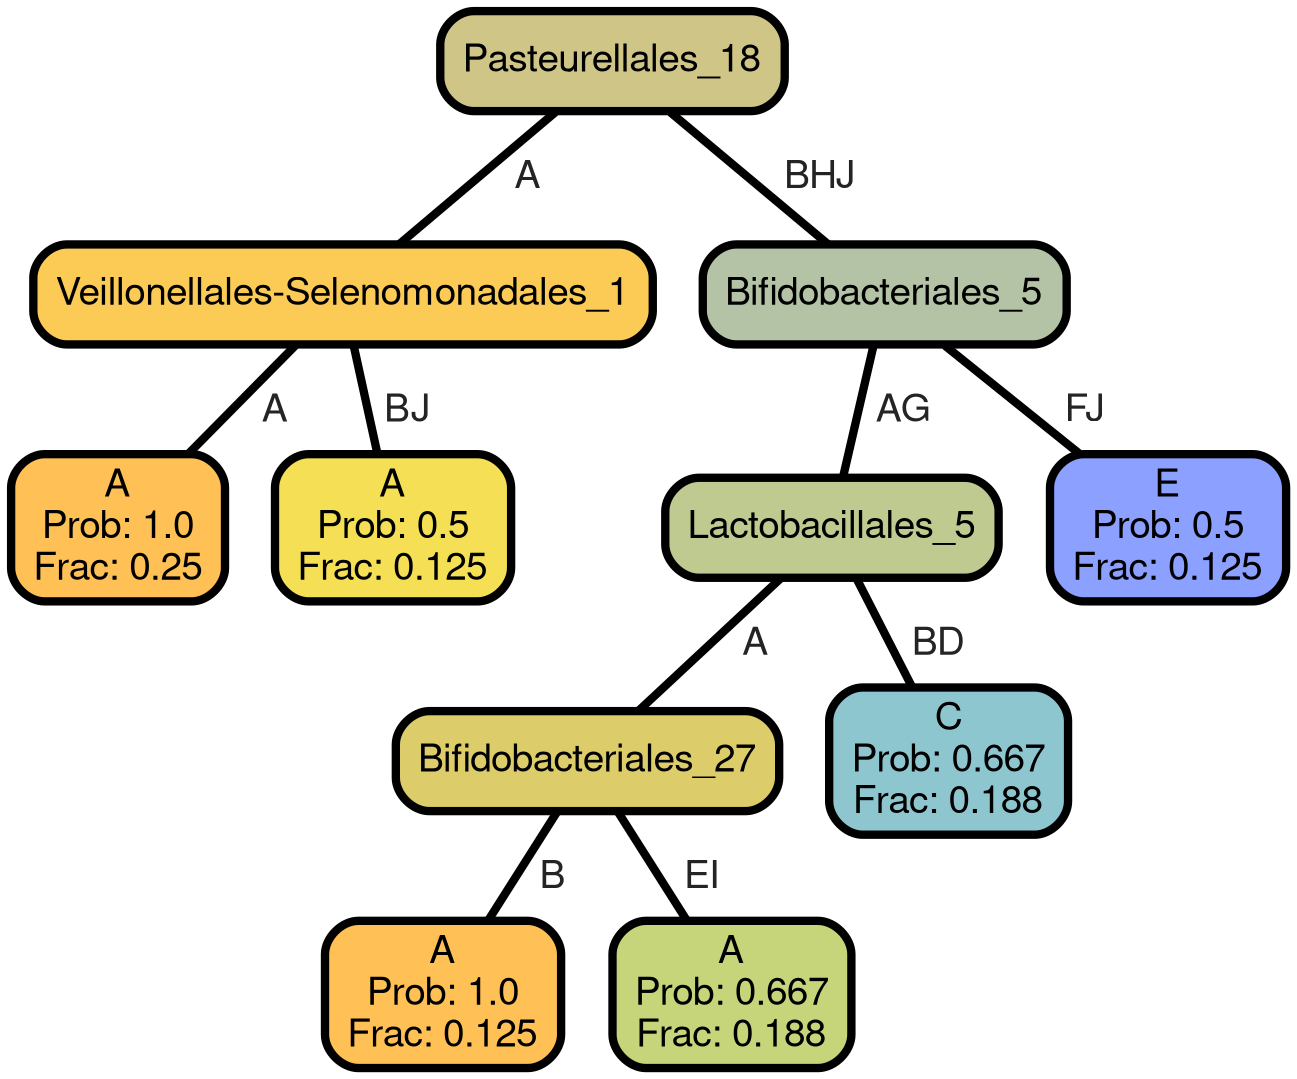 Pasteurellales_18
A
BHJ
Veillonellales-Selenomonadales_1
Bifidobacteriales_5
A
BJ
AG
FJ
A
Prob: 1.0
Frac: 0.25
A
Prob: 0.5
Frac: 0.125
Lactobacillales_5
E
Prob: 0.5
Frac: 0.125
A
BD
Bifidobacteriales_27
C
Prob: 0.667
Frac: 0.188
B
EI
A
Prob: 1.0
Frac: 0.125
A
Prob: 0.667
Frac: 0.188